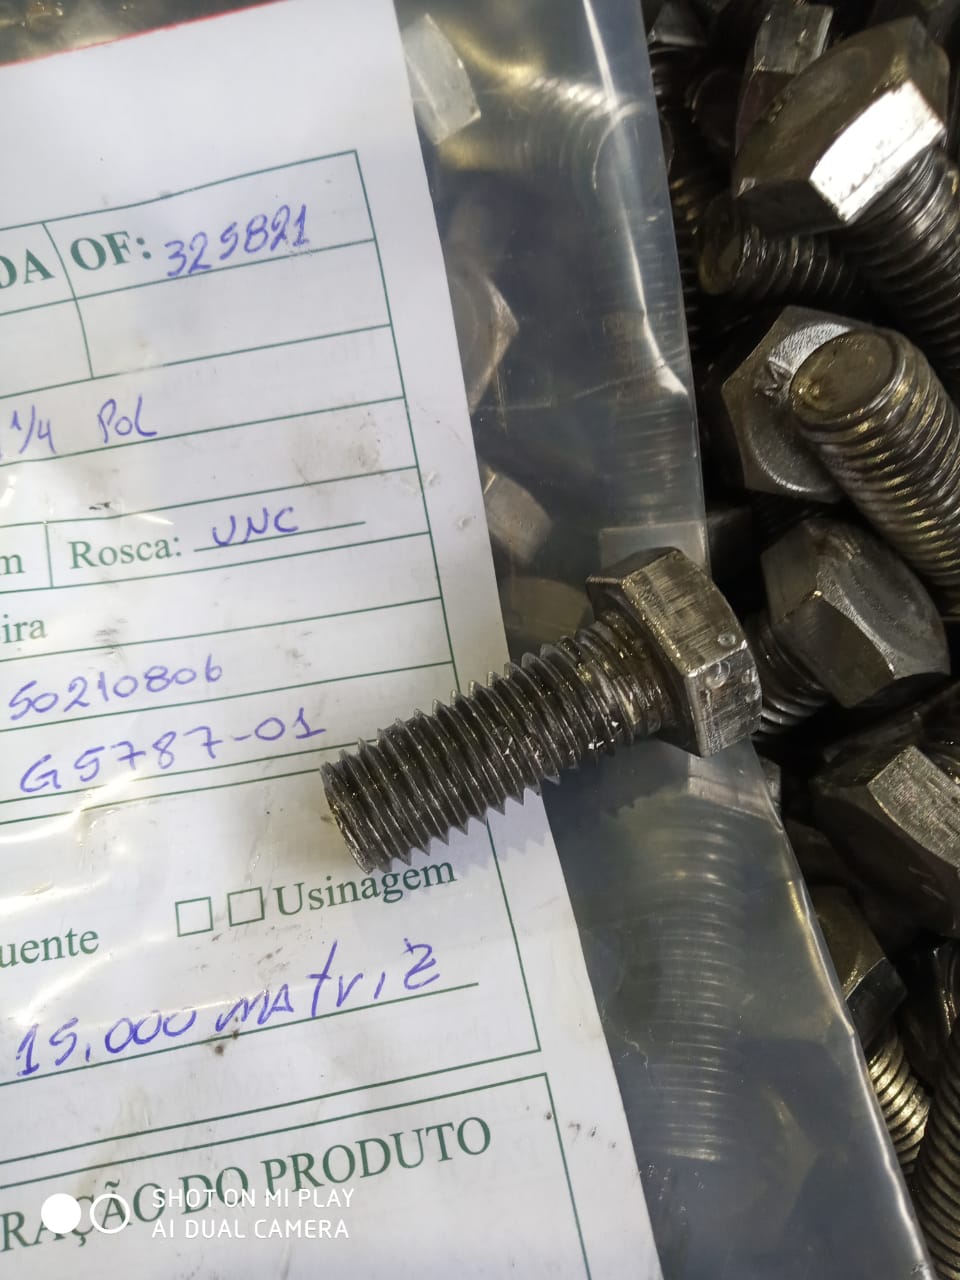 DA OF: 325821
1/4 POL
m Rosca: UNC
ira
50210806
G5787-01
uente Usinagem
15.000 matriz
RAÇÃO DO PRODUTO
SHOT ON MI PLAY
AI DUAL CAMERA
M